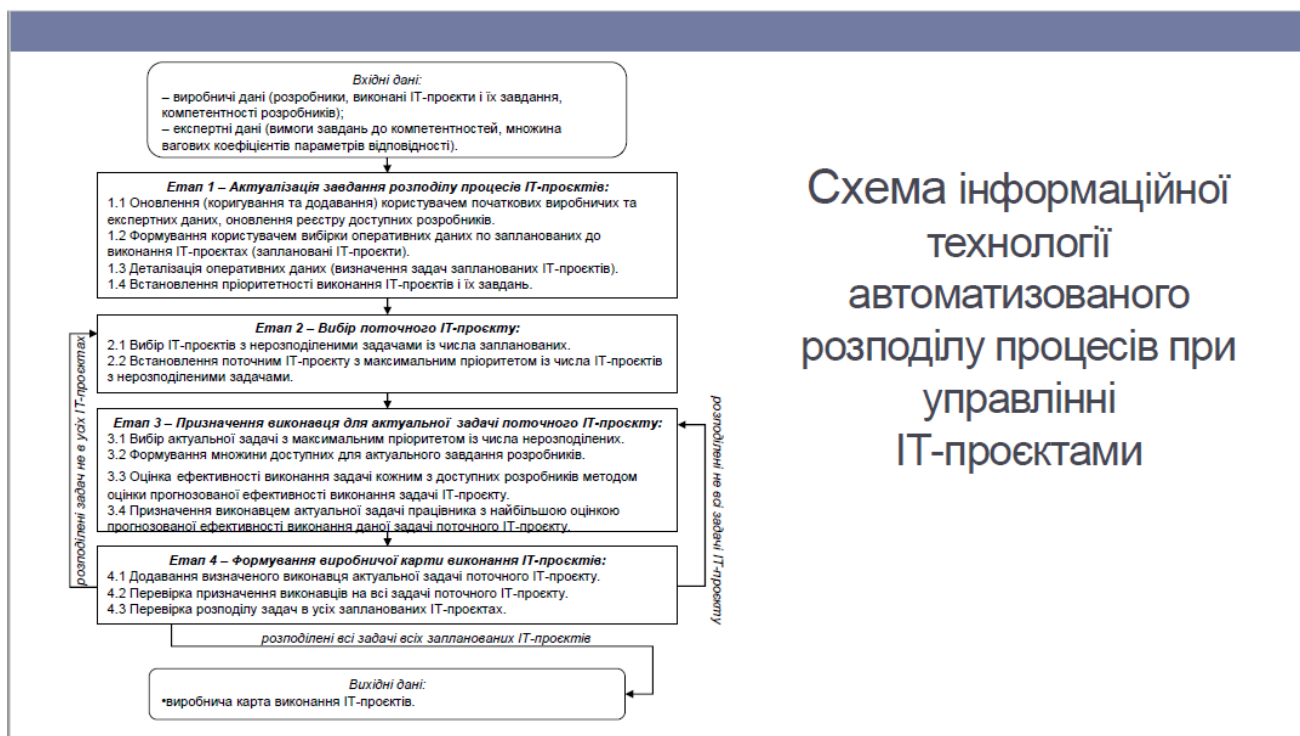 Вхідні дані:
– виробничі дані (розробники, виконані ІТ-проєкти і їх завдання,
компетентності розробників);
– експертні дані (вимоги завдань до компетентностей, множина
вагових коефіцієнтів параметрів відповідності).
Етап 1 – Актуалізація завдання розподілу процесів ІТ-проєктів:
1.1 Оновлення (коригування та додавання) користувачем початкових виробничих та
експертних даних, оновлення реєстру доступних розробників.
1.2 Формування користувачем вибірки оперативних даних по запланованих до
виконання ІТ-проєктах (заплановані ІТ-проєкти).
1.3 Деталізація оперативних даних (визначення задач запланованих ІТ-проєктів).
1.4 Встановлення пріоритетності виконання ІТ-проєктів і їх завдань.
Етап 2 – Вибір поточного ІТ-проєкту:
2.1 Вибір ІТ-проєктів з нерозподіленими задачами із числа запланованих.
2.2 Встановлення поточним ІТ-проєкту з максимальним пріоритетом із числа ІТ-проєктів
з нерозподіленими задачами.
Етап 3 – Призначення виконавця для актуальної задачі поточного ІТ-проєкту:
3.1 Вибір актуальної задачі з максимальним пріоритетом із числа нерозподілених.
3.2 Формування множини доступних для актуального завдання розробників.
3.3 Оцінка ефективності виконання задачі кожним з доступних розробників методом
оцінки прогнозованої ефективності виконання задачі ІТ-проєкту.
3.4 Призначення виконавцем актуальної задачі працівника з найбільшою оцінкою
прогнозованої ефективності виконання даної задачі поточного ІТ-проєкту.
Етап 4 – Формування виробничої карти виконання ІТ-проєктів:
4.1 Додавання визначеного виконавця актуальної задачі поточного ІТ-проєкту.
4.2 Перевірка призначення виконавців на всі задачі поточного ІТ-проєкту.
4.3 Перевірка розподілу задач в усіх запланованих ІТ-проєктах.
розподілені задач не в усіх ІТ-проєктах
розподілені не всі задачі ІТ-проєкту
розподілені всі задачі всіх запланованих ІТ-проєктів
Вихідні дані:
•виробнича карта виконання ІТ-проєктів.
Схема інформаційної
технології
автоматизованого
розподілу процесів при
управлінні
ІТ-проєктами